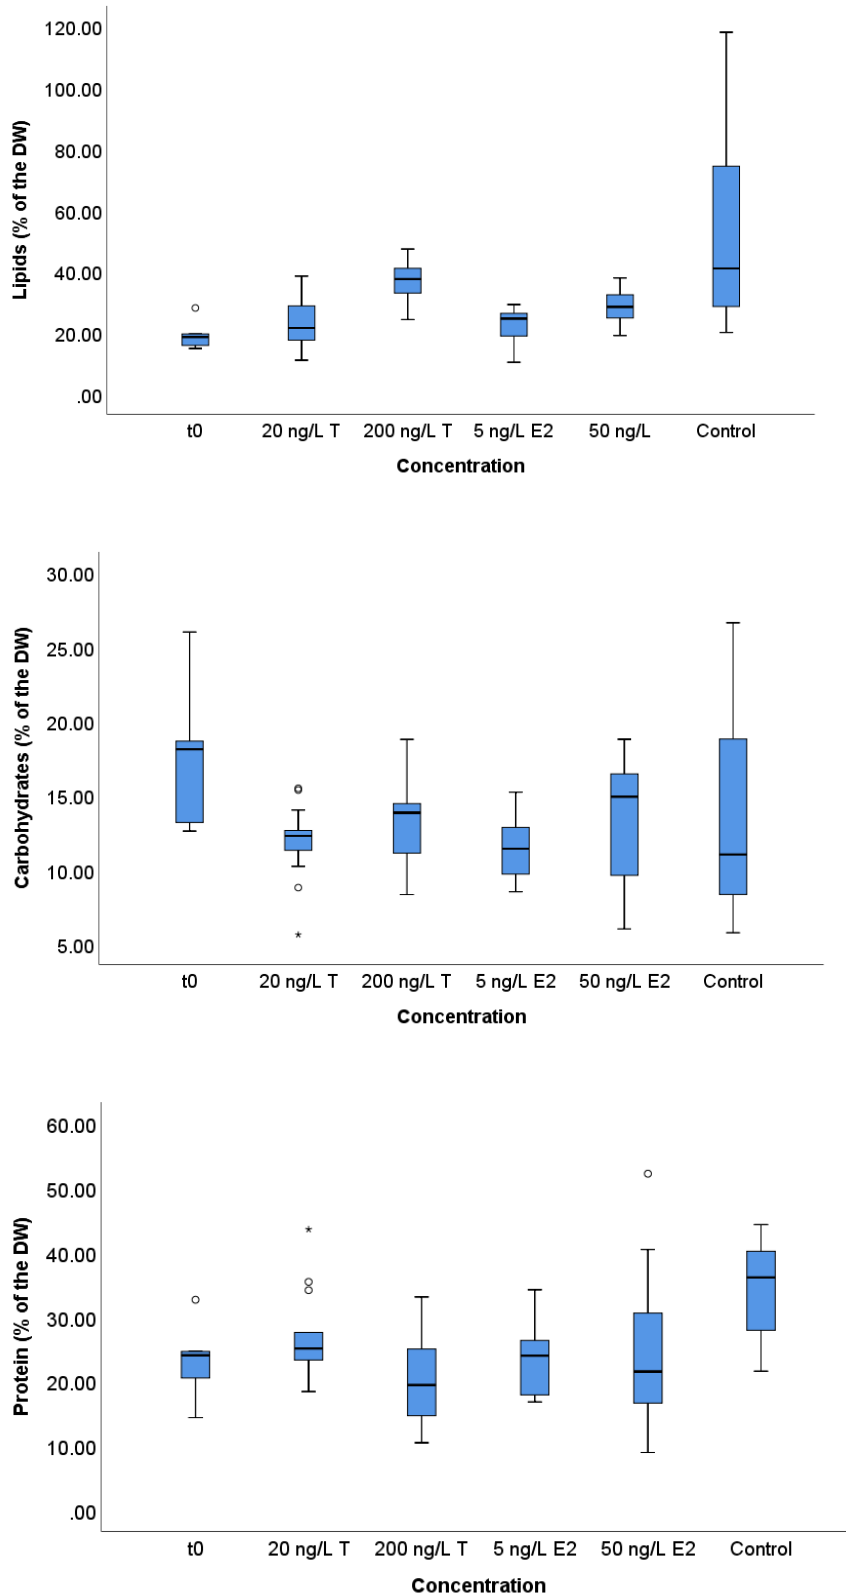 120.00
100.00
80.00
60.00
40.00
20.00
.00
Lipids (% of the DW)
t0 20 ng/L T 200 ng/L T 5 ng/L E2 50 ng/L Control
Concentration
30.00
25.00
20.00
15.00
10.00
5.00
Carbohydrates (% of the DW)
t0 20 ng/L T 200 ng/L T 5 ng/L E2 50 ng/L E2 Control
Concentration
60.00
50.00
40.00
30.00
20.00
10.00
.00
Protein (% of the DW)
t0 20 ng/L T 200 ng/L T 5 ng/L E2 50 ng/L E2 Control
Concentration